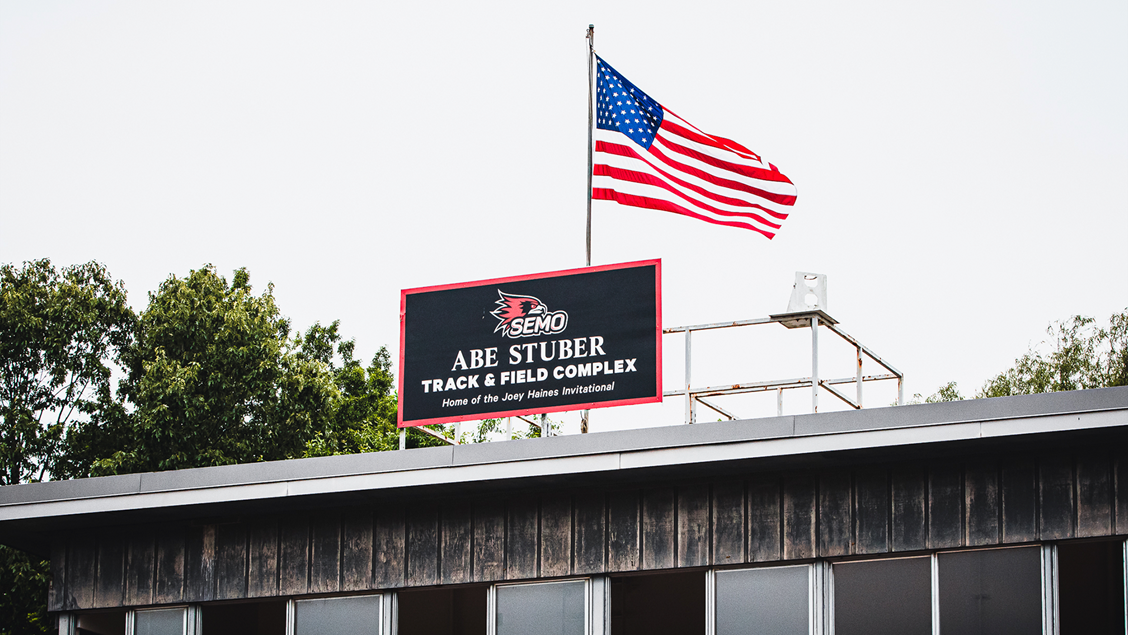 SEMO
ABE STUBER
TRACK & FIELD COMPLEX
Home of the Joey Haines Invitational